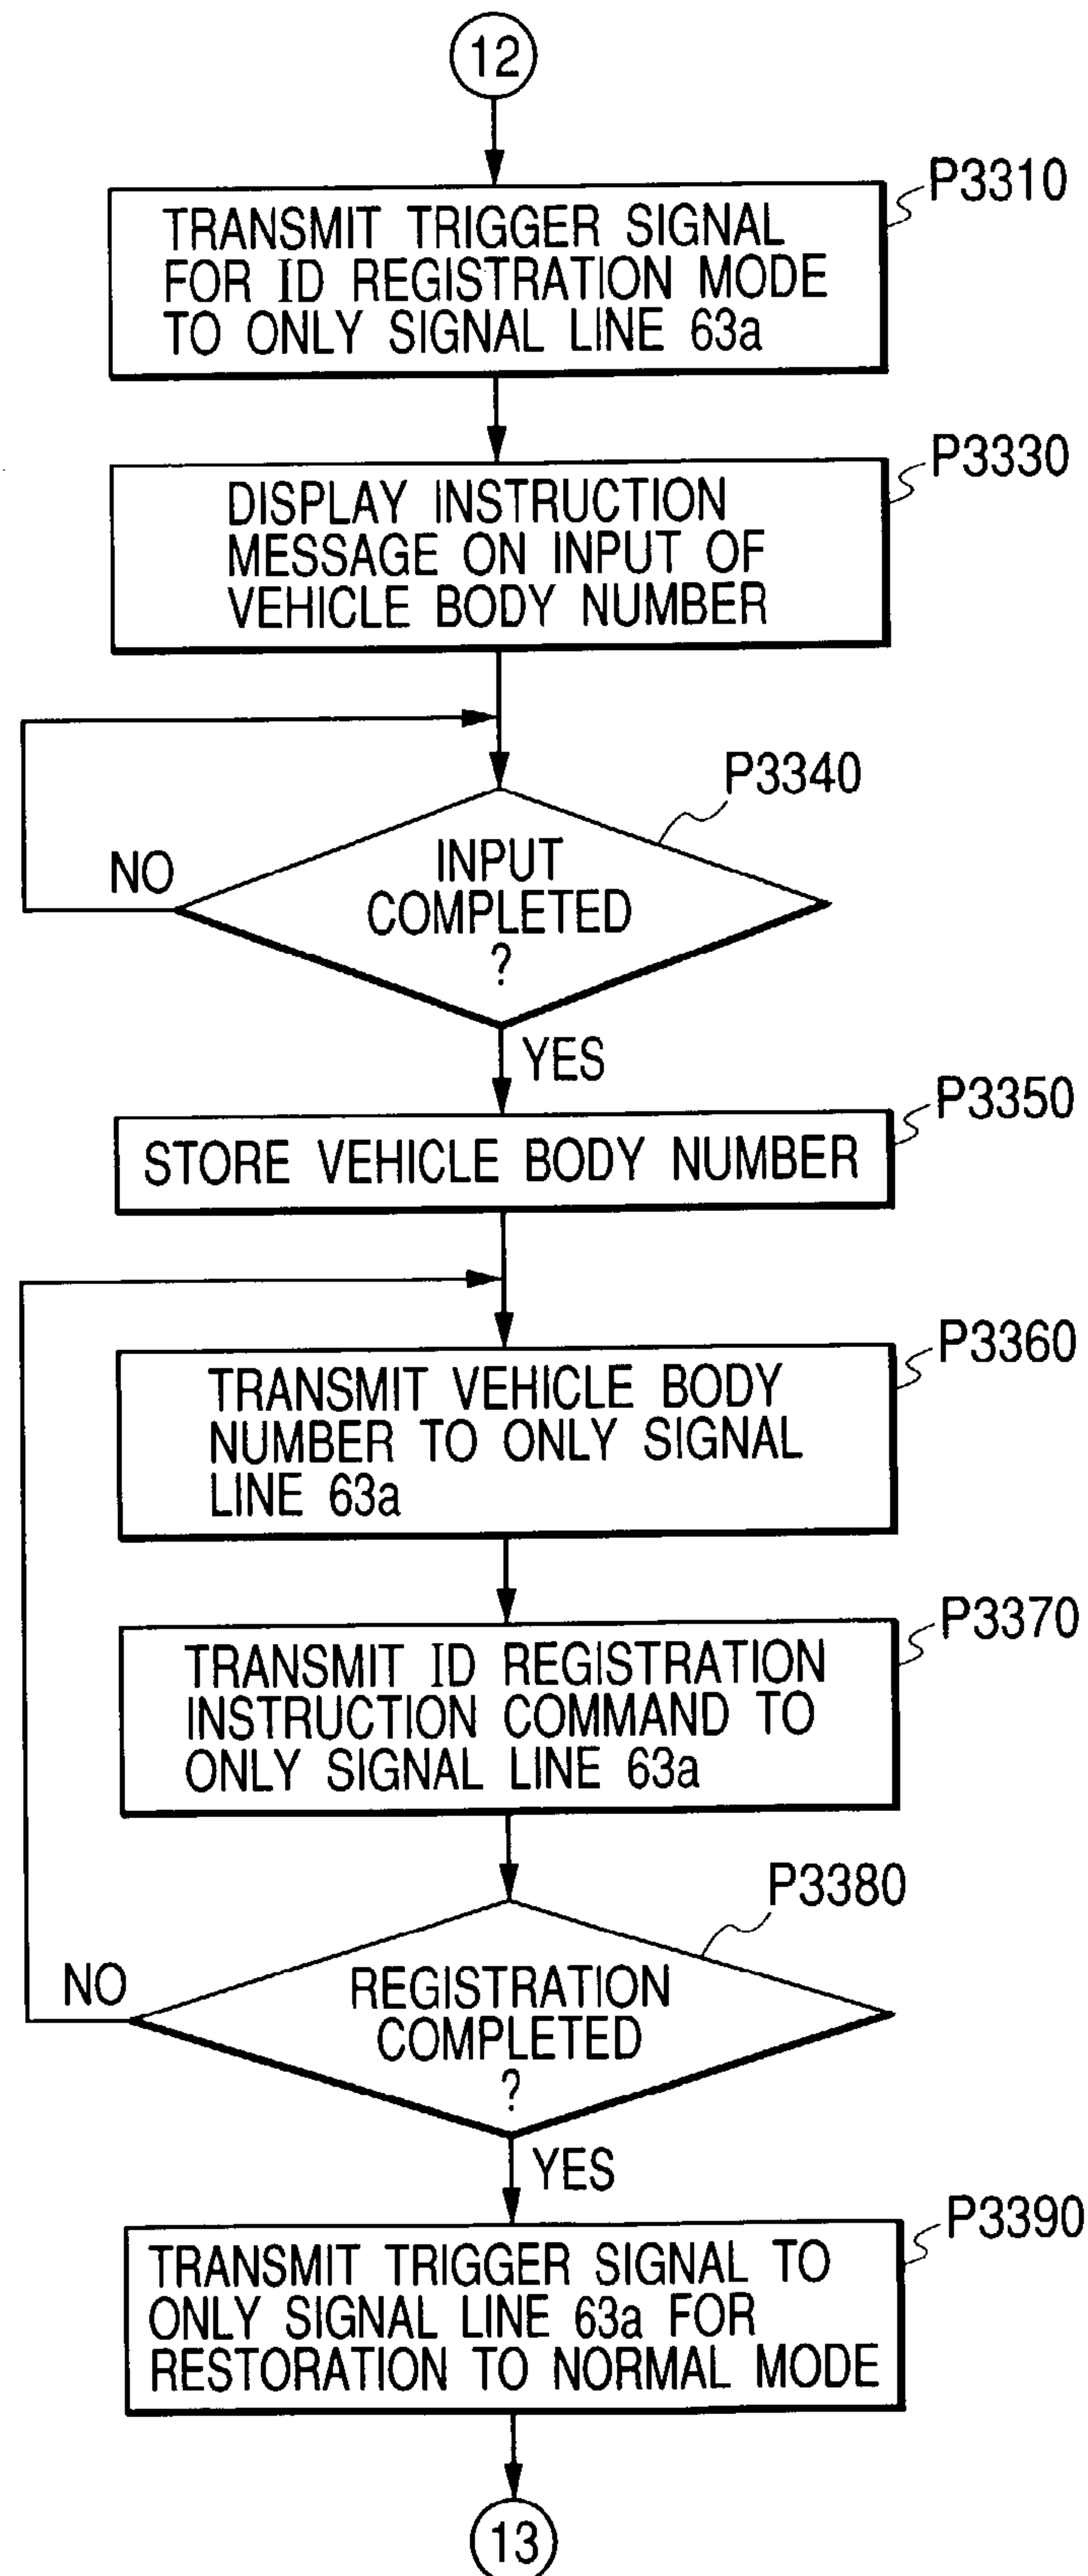 12
P3310
TRANSMIT TRIGGER SIGNAL
FOR ID REGISTRATION MODE
TO ONLY SIGNAL LINE 63a
P3330
DISPLAY INSTRUCTION
MESSAGE ON INPUT OF
VEHICLE BODY NUMBER
P3340
NO
INPUT
COMPLETED
?
YES
P3350
STORE VEHICLE BODY NUMBER
P3360
TRANSMIT VEHICLE BODY
NUMBER TO ONLY SIGNAL
LINE 63a
P3370
TRANSMIT ID REGISTRATION
INSTRUCTION COMMAND TO
ONLY SIGNAL LINE 63a
P3380
NO
REGISTRATION
COMPLETED
?
YES
P3390
TRANSMIT TRIGGER SIGNAL TO
ONLY SIGNAL LINE 63a FOR
RESTORATION TO NORMAL MODE
13